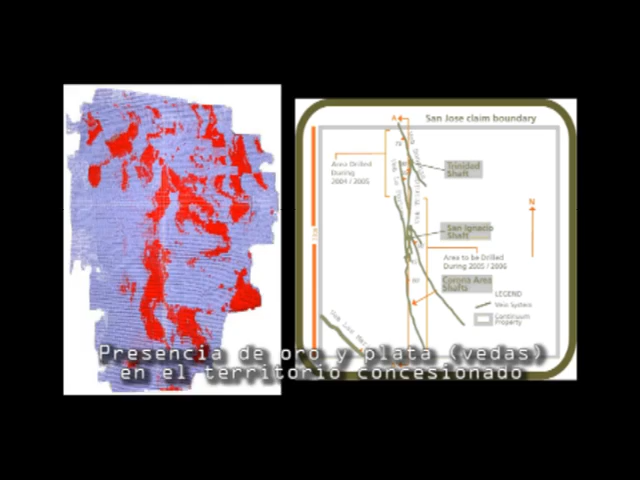 San Jose claim boundary
A
Area Drilled
During
2004 / 2005
Trinidad
Shaft
San Ignacio
Shaft
N
Area to be Drilled
During 2005 / 2006
Corona Area
Shafts
LEGEND
Vein System
Continuum
Property
Presencia de oro y plata (vedas)
en el territorio concesionado